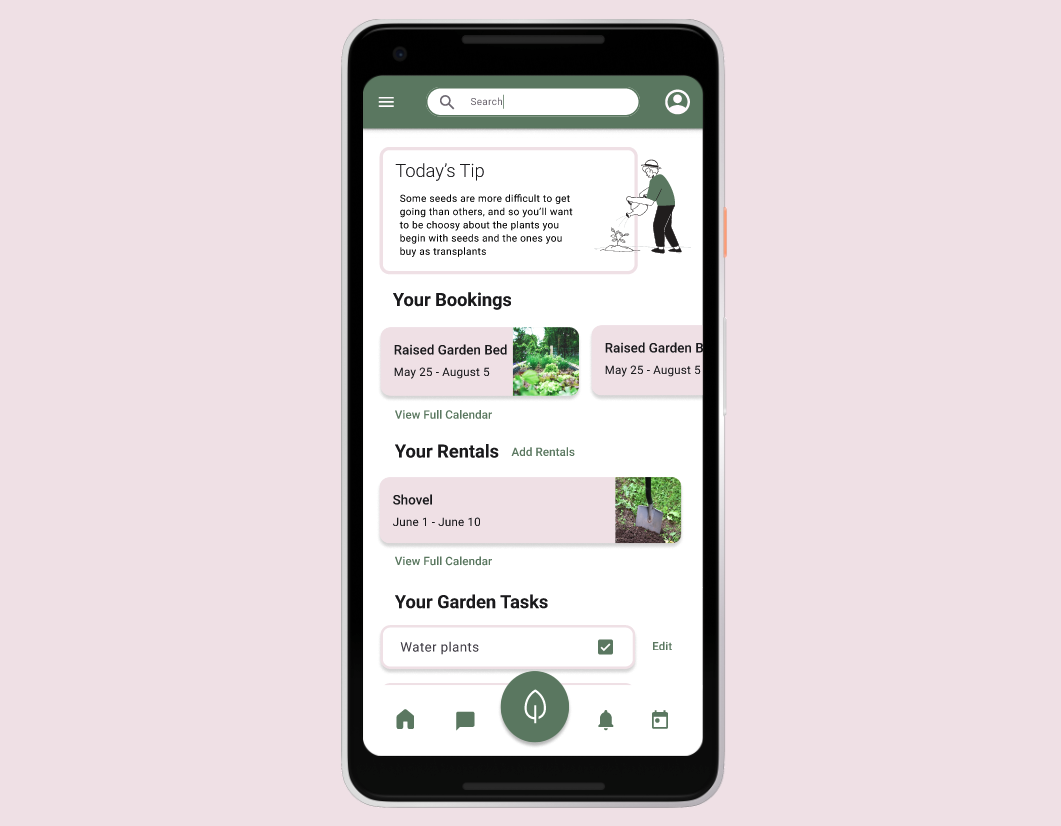 Search
Today's Tip
Some seeds are more difficult to get
going than others, and so you'll want
to be choosy about the plants you
begin with seeds and the ones you
buy as transplants
Your Bookings
Raised Garden Bed
May 25 - August 5
Raised Garden B
May 25 - August 5
View Full Calendar
Your Rentals Add Rentals
Shovel
June 1 - June 10
View Full Calendar
Your Garden Tasks
Water plants Edit